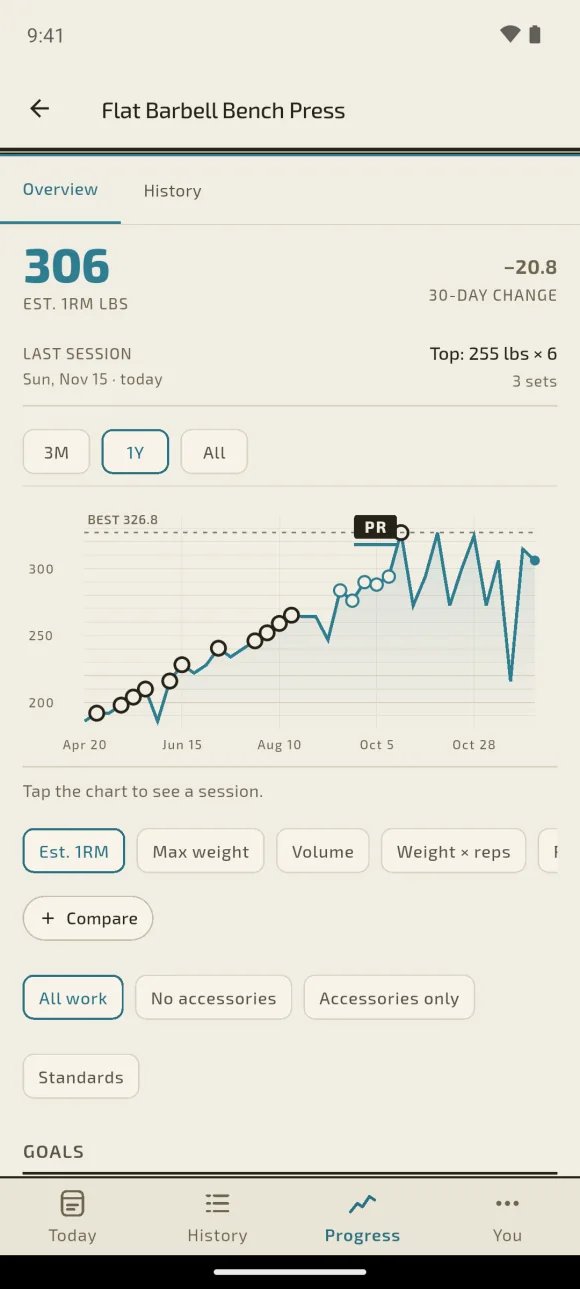 9:41
Flat Barbell Bench Press
Overview
History
306
−20.8
EST. 1RM LBS
30-DAY CHANGE
LAST SESSION
Top: 255 lbs × 6
Sun, Nov 15 · today
3 sets
3M
1Y
All
BEST 326.8
PR
300
250
200
Apr 20
Jun 15
Aug 10
Oct 5
Oct 28
Tap the chart to see a session.
Est. 1RM
Max weight
Volume
Weight × reps
+ Compare
All work
No accessories
Accessories only
Standards
GOALS
Today
History
Progress
You